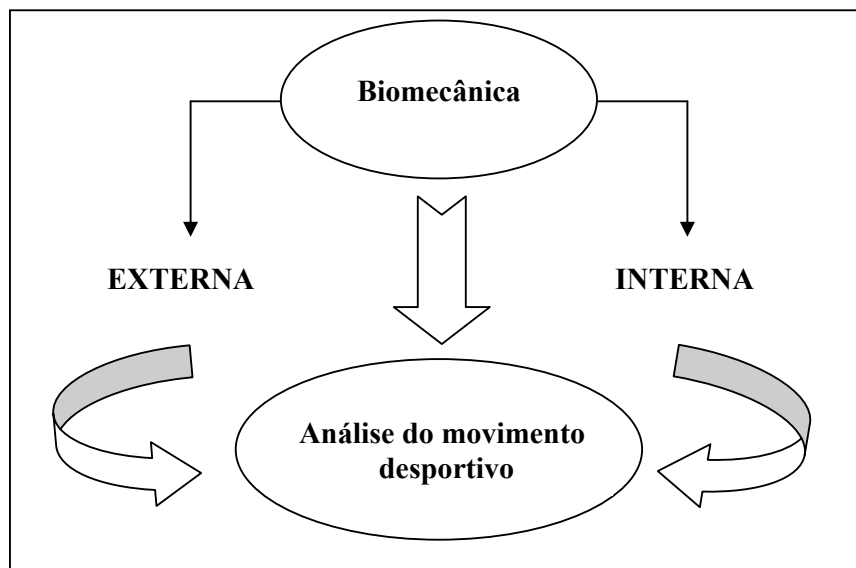 Biomecânica
EXTERNA
INTERNA
Análise do movimento
desportivo